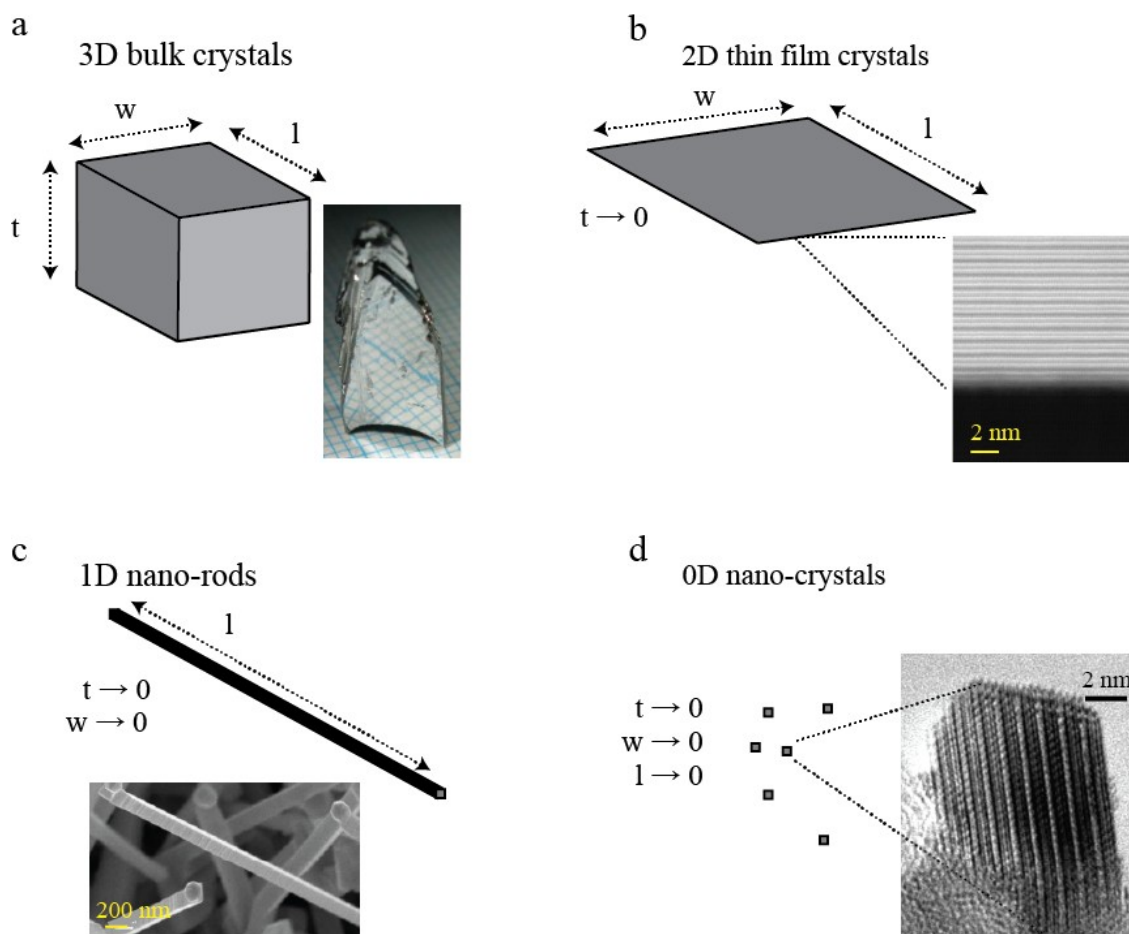 a
3D bulk crystals
w
l
t
b
2D thin film crystals
w
l
t → 0
2 nm
c
1D nano-rods
l
t → 0
w → 0
200 nm
d
0D nano-crystals
t → 0
w → 0
l → 0
2 nm